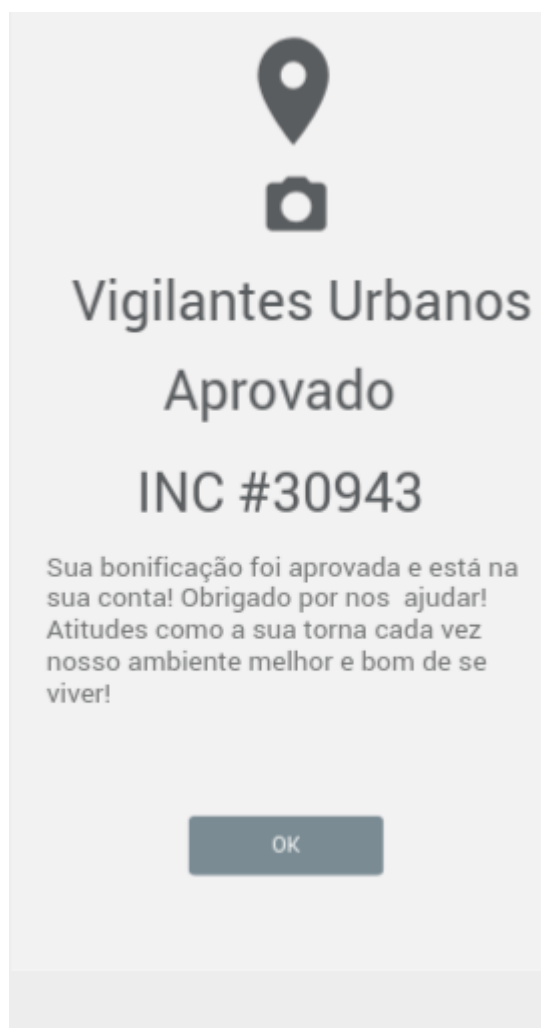 Vigilantes Urbanos
Aprovado
INC #30943
Sua bonificação foi aprovada e está na
sua conta! Obrigado por nos  ajudar!
Atitudes como a sua torna cada vez
nosso ambiente melhor e bom de se
viver!
OK